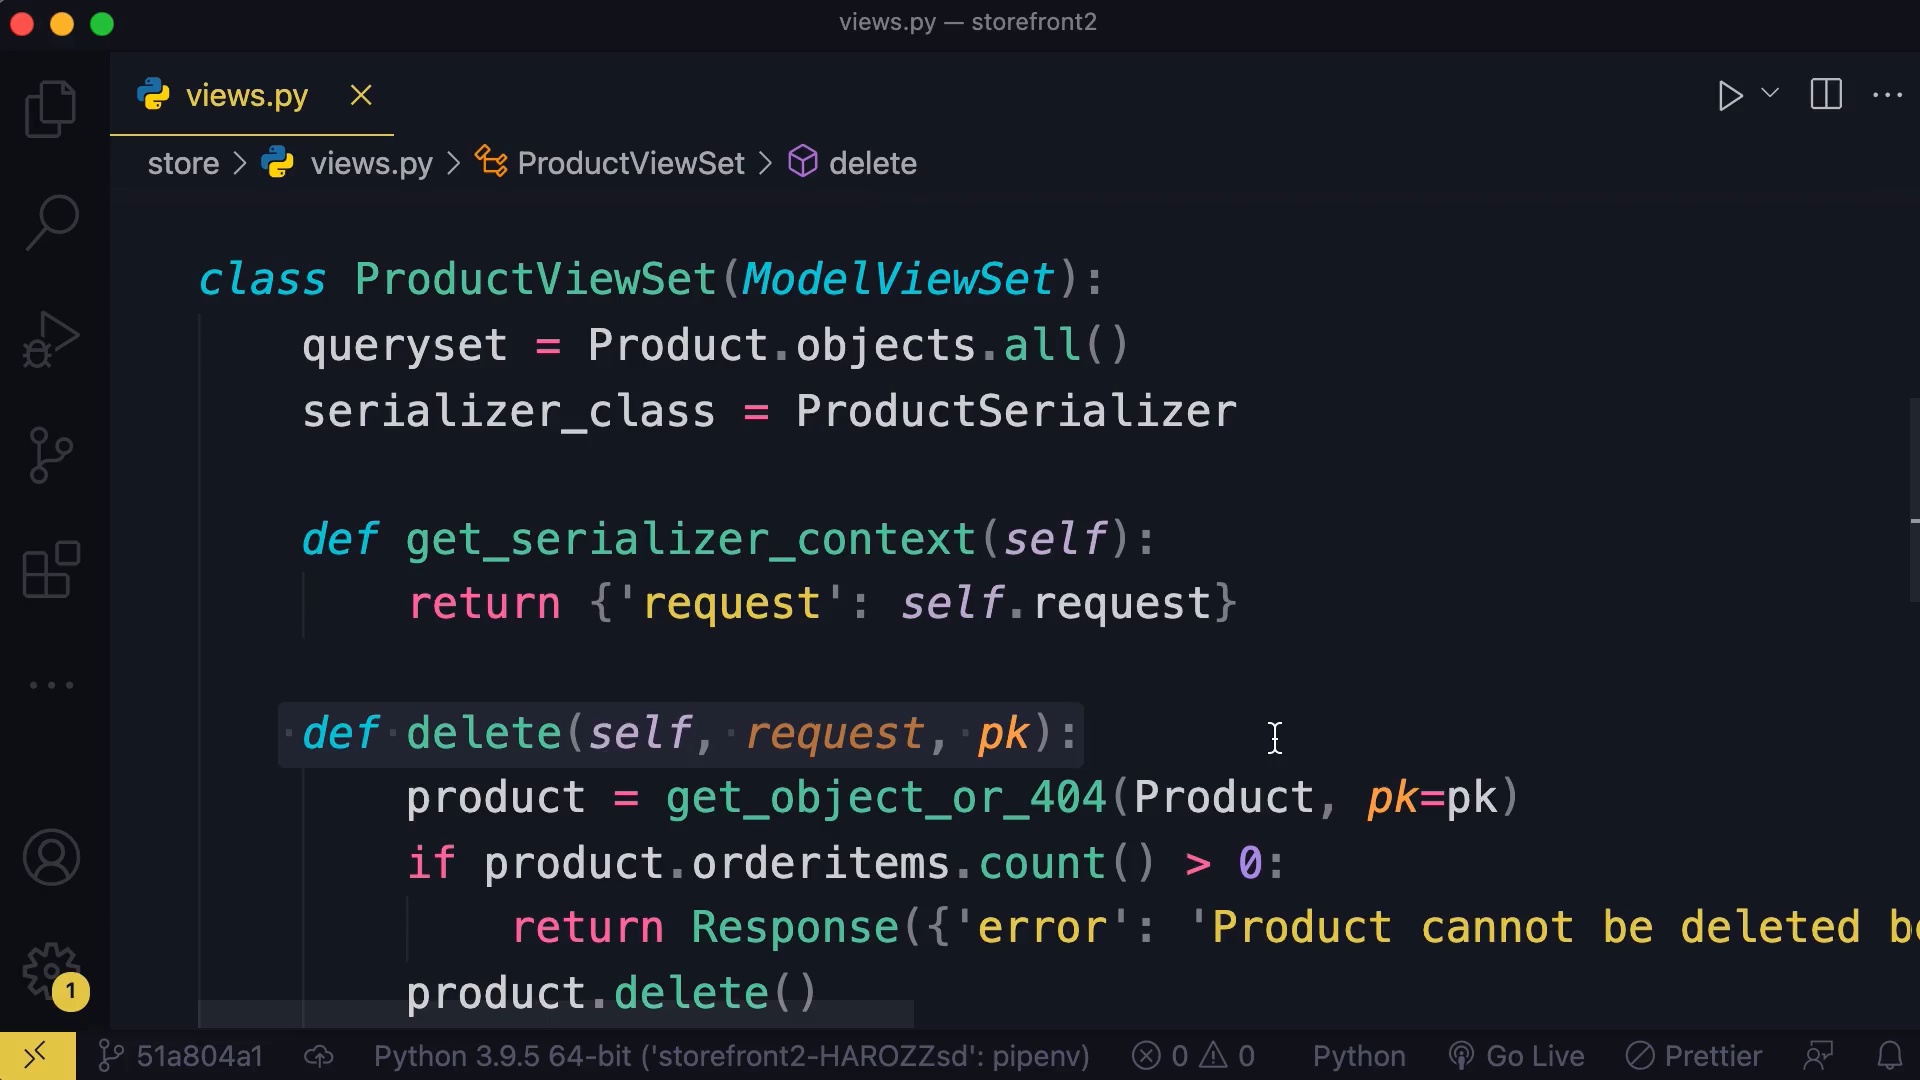 views.py — storefront2
views.py
store > views.py > ProductViewSet > delete
class ProductViewSet(ModelViewSet):
    queryset = Product.objects.all()
    serializer_class = ProductSerializer
    def get_serializer_context(self):
        return {'request': self.request}
    def delete(self, request, pk):
        product = get_object_or_404(Product, pk=pk)
        if product.orderitems.count() > 0:
            return Response({'error': 'Product cannot be deleted be
        product.delete()
1
51a804a1 Python 3.9.5 64-bit ('storefront2-HAROZZsd': pipenv) 0 0 Python Go Live Prettier